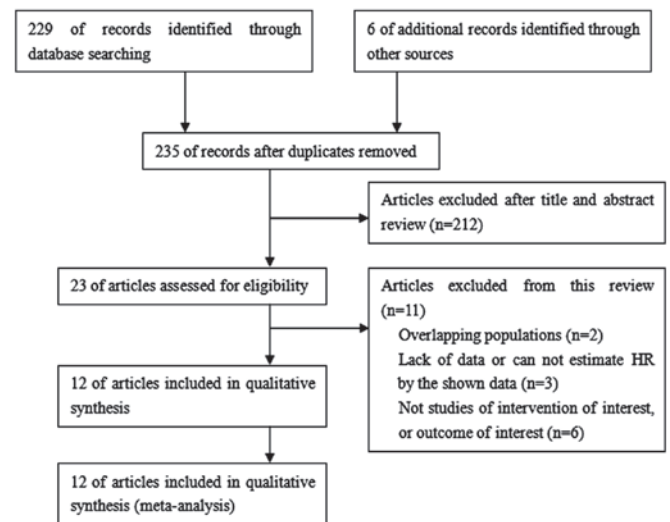 229 of records identified through
database searching
6 of additional records identified through
other sources
235 of records after duplicates removed
Articles excluded after title and abstract
review (n=212)
23 of articles assessed for eligibility
Articles excluded from this review
(n=11)
Overlapping populations (n=2)
Lack of data or can not estimate HR
by the shown data (n=3)
Not studies of intervention of interest,
or outcome of interest (n=6)
12 of articles included in qualitative
synthesis
12 of articles included in qualitative
synthesis (meta-analysis)